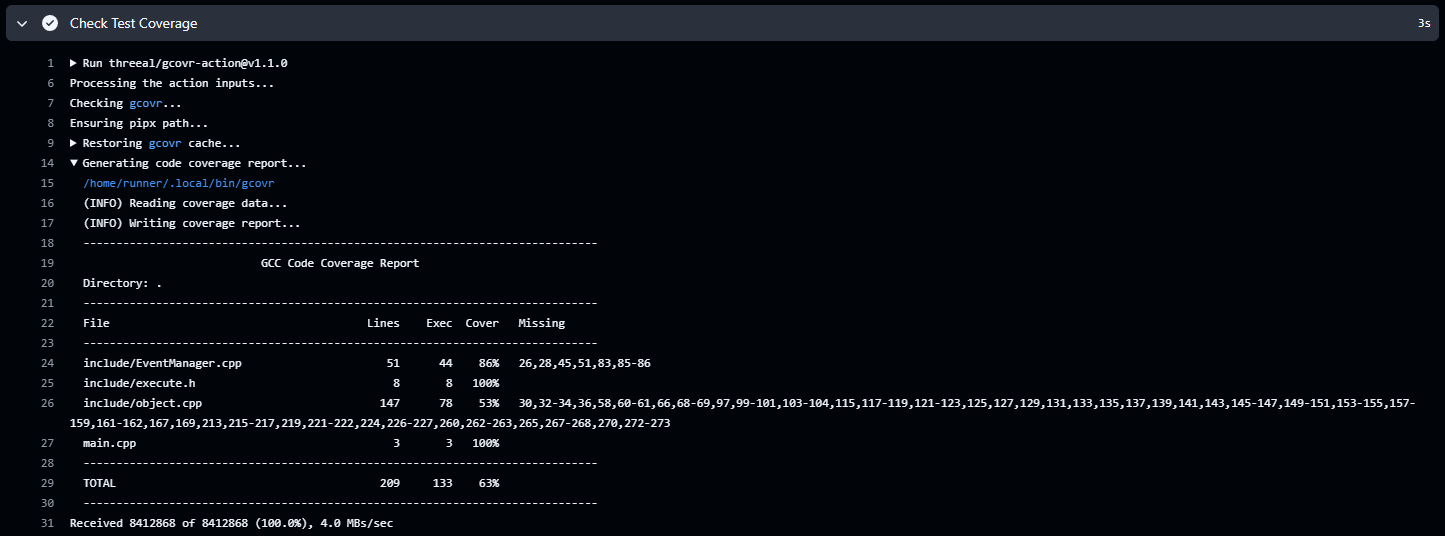 Check Test Coverage 3s
1 Run threeal/gcovr-action@v1.1.0
6 Processing the action inputs...
7 Checking gcovr...
8 Ensuring pipx path...
9 Restoring gcovr cache...
14 Generating code coverage report...
15 /home/runner/.local/bin/gcovr
16 (INFO) Reading coverage data...
17 (INFO) Writing coverage report...
18 ------------------------------------------------------------------------------
19 GCC Code Coverage Report
20 Directory: .
21 ------------------------------------------------------------------------------
22 File Lines Exec Cover Missing
23 ------------------------------------------------------------------------------
24 include/EventManager.cpp 51 44 86% 26,28,45,51,83,85-86
25 include/execute.h 8 8 100%
26 include/object.cpp 147 78 53% 30,32-34,36,58,60-61,66,68-69,97,99-101,103-104,115,117-119,121-123,125,127,129,131,133,135,137,139,141,143,145-147,149-151,153-155,157-
159,161-162,167,169,213,215-217,219,221-222,224,226-227,260,262-263,265,267-268,270,272-273
27 main.cpp 3 3 100%
28 ------------------------------------------------------------------------------
29 TOTAL 209 133 63%
30 ------------------------------------------------------------------------------
31 Received 8412868 of 8412868 (100.0%), 4.0 MBs/sec